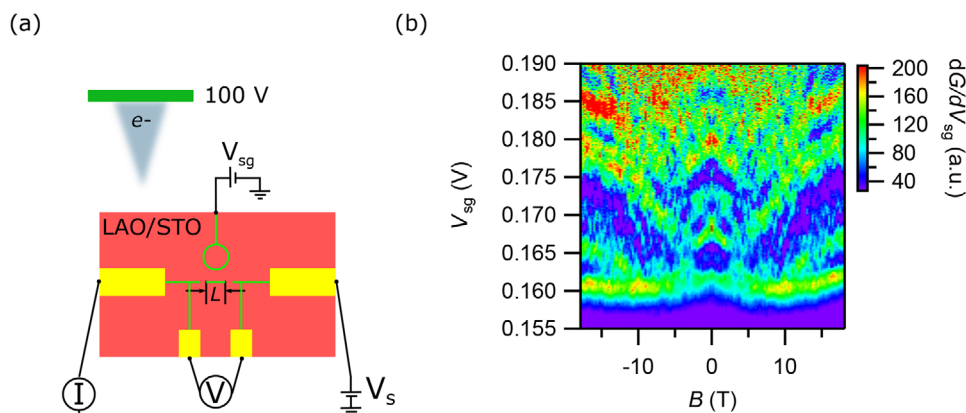 (a)
100 V
e-
Vsg
LAO/STO
L
I
V
Vs
(b)
0.190
0.185
0.180
0.175
0.170
0.165
0.160
0.155
Vsg (V)
-10
0
10
B (T)
200
160
120
80
40
dG/dVsg (a.u.)